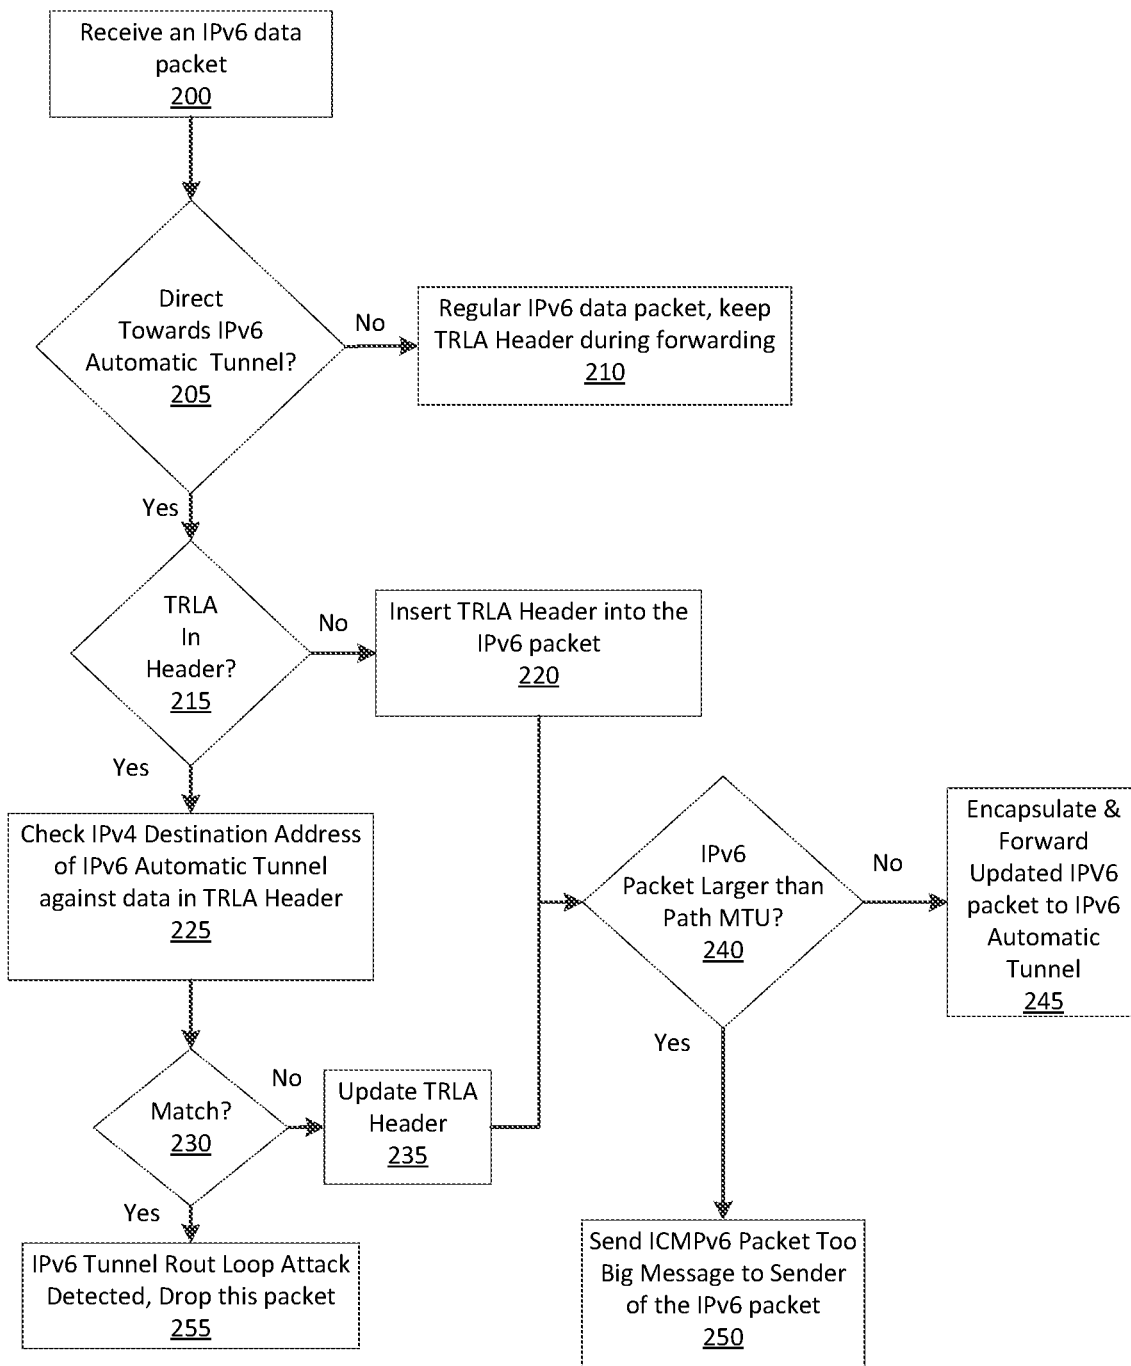 Receive an IPv6 data
packet
200
Direct
Towards IPv6
Automatic Tunnel?
205
No
Regular IPv6 data packet, keep
TRLA Header during forwarding
210
Yes
TRLA
In
Header?
215
No
Insert TRLA Header into the
IPv6 packet
220
Yes
Check IPv4 Destination Address
of IPv6 Automatic Tunnel
against data in TRLA Header
225
Match?
230
No
Update TRLA
Header
235
Yes
IPv6 Tunnel Rout Loop Attack
Detected, Drop this packet
255
IPv6
Packet Larger than
Path MTU?
240
No
Encapsulate &
Forward
Updated IPV6
packet to IPv6
Automatic
Tunnel
245
Yes
Send ICMPv6 Packet Too
Big Message to Sender
of the IPv6 packet
250